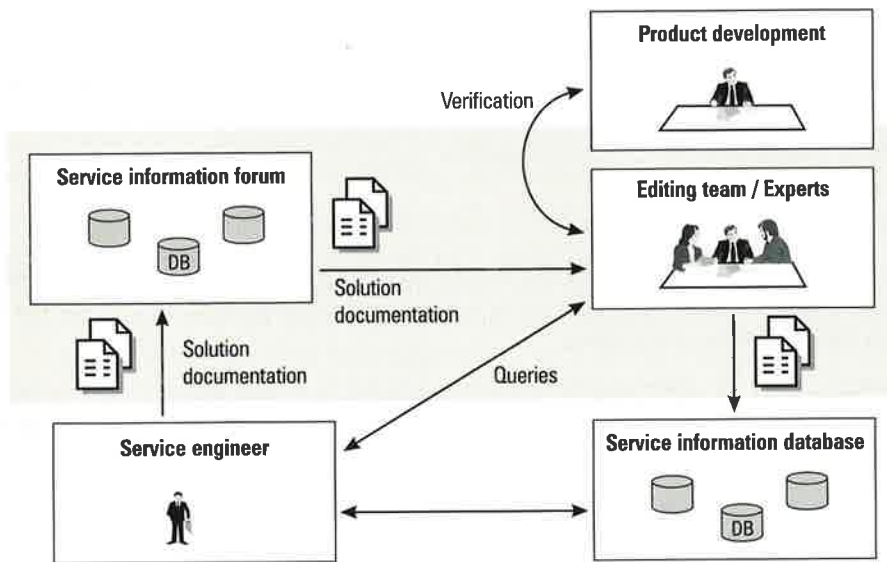 Product development
Verification
Service information forum
DB
Editing team / Experts
Solution
documentation
Solution
documentation
Queries
Service engineer
Service information database
DB